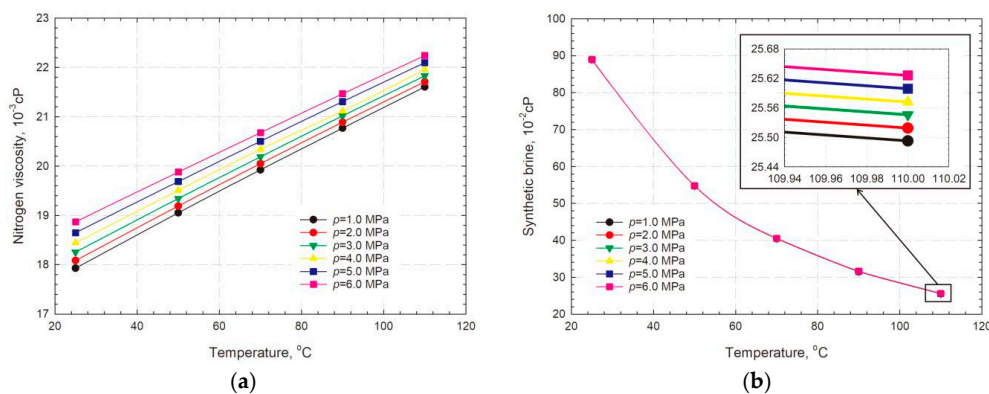 23
22
21
20
19
18
17
Nitrogen viscosity, 10⁻³cP
p=1.0 MPa
p=2.0 MPa
p=3.0 MPa
p=4.0 MPa
p=5.0 MPa
p=6.0 MPa
20 40 60 80 100 120
Temperature, °C
(a)
100
90
80
70
60
50
40
30
20
Synthetic brine, 10⁻²cP
25.68
25.62
25.56
25.50
25.44
109.94 109.96 109.98 110.00 110.02
p=1.0 MPa
p=2.0 MPa
p=3.0 MPa
p=4.0 MPa
p=5.0 MPa
p=6.0 MPa
20 40 60 80 100 120
Temperature, °C
(b)